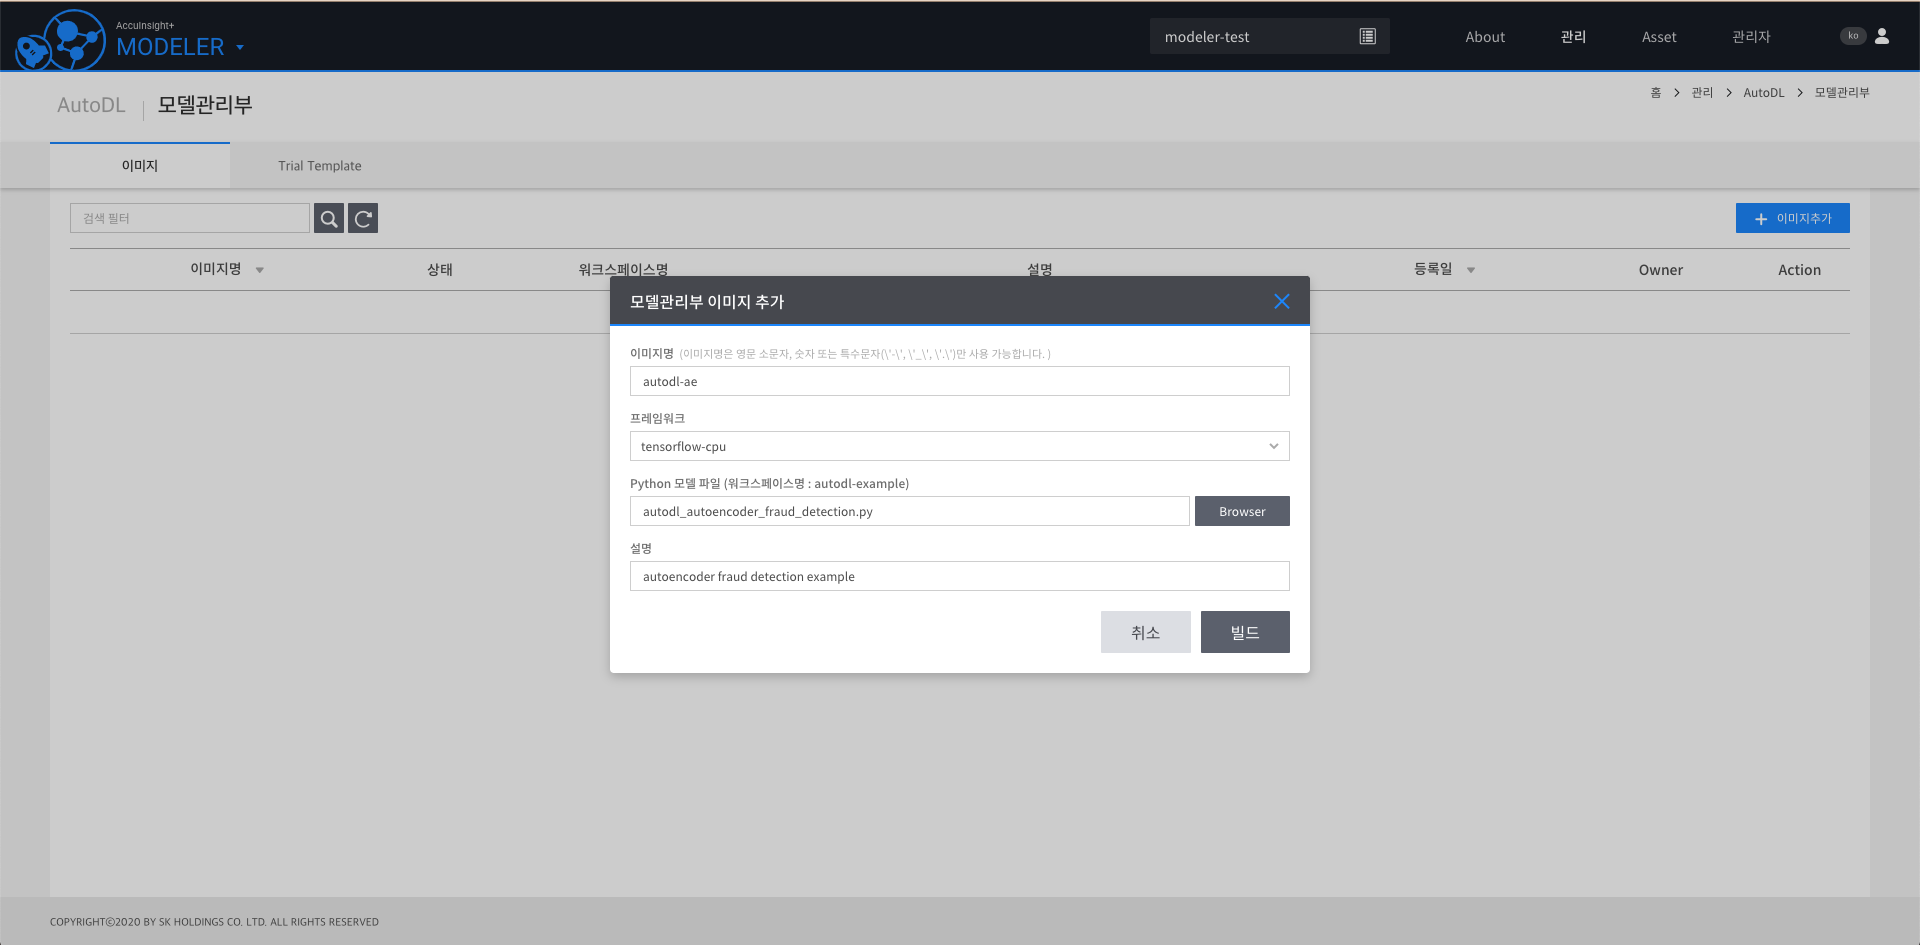 AccuInsight+
MODELER
modeler-test
About 관리 Asset 관리자
ko
AutoDL 모델관리부
홈 > 관리 > AutoDL > 모델관리부
이미지 Trial Template
검색 필터
+ 이미지추가
이미지명 상태 워크스페이스명 설명 등록일 Owner Action
모델관리부 이미지 추가
이미지명 (이미지명은 영문 소문자, 숫자 또는 특수문자(\'-\', \'_\', \'.\')만 사용 가능합니다. )
autodl-ae
프레임워크
tensorflow-cpu
Python 모델 파일 (워크스페이스명 : autodl-example)
autodl_autoencoder_fraud_detection.py
Browser
설명
autoencoder fraud detection example
취소 빌드
COPYRIGHT©2020 BY SK HOLDINGS CO. LTD. ALL RIGHTS RESERVED